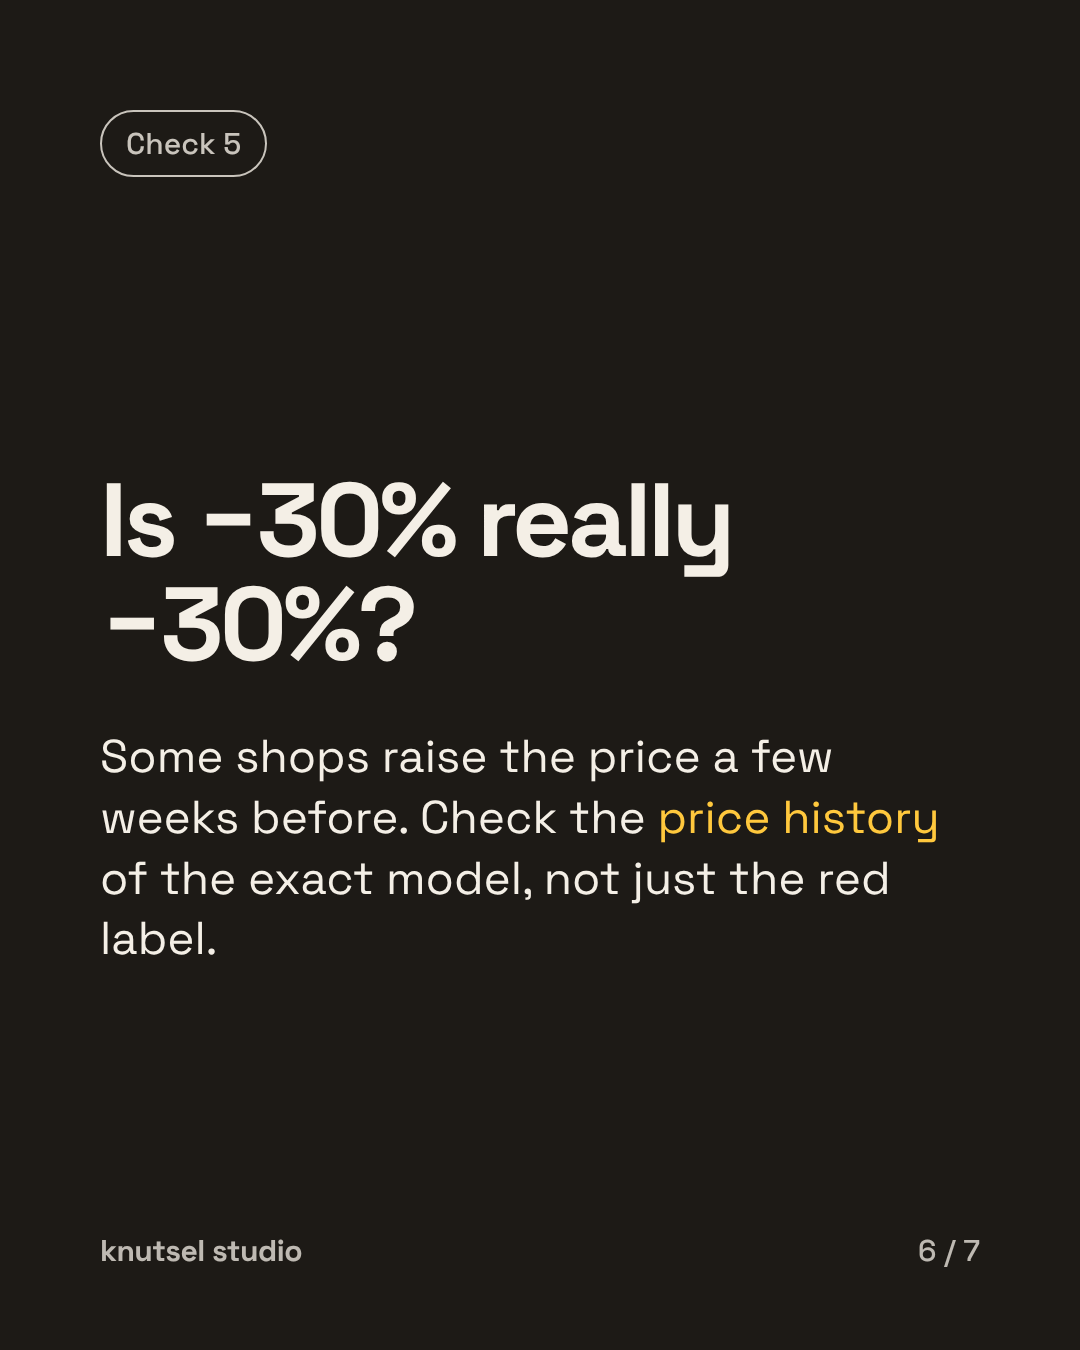 Check 5
Is −30% really
−30%?
Some shops raise the price a few
weeks before. Check the price history
of the exact model, not just the red
label.
knutsel studio
6 / 7